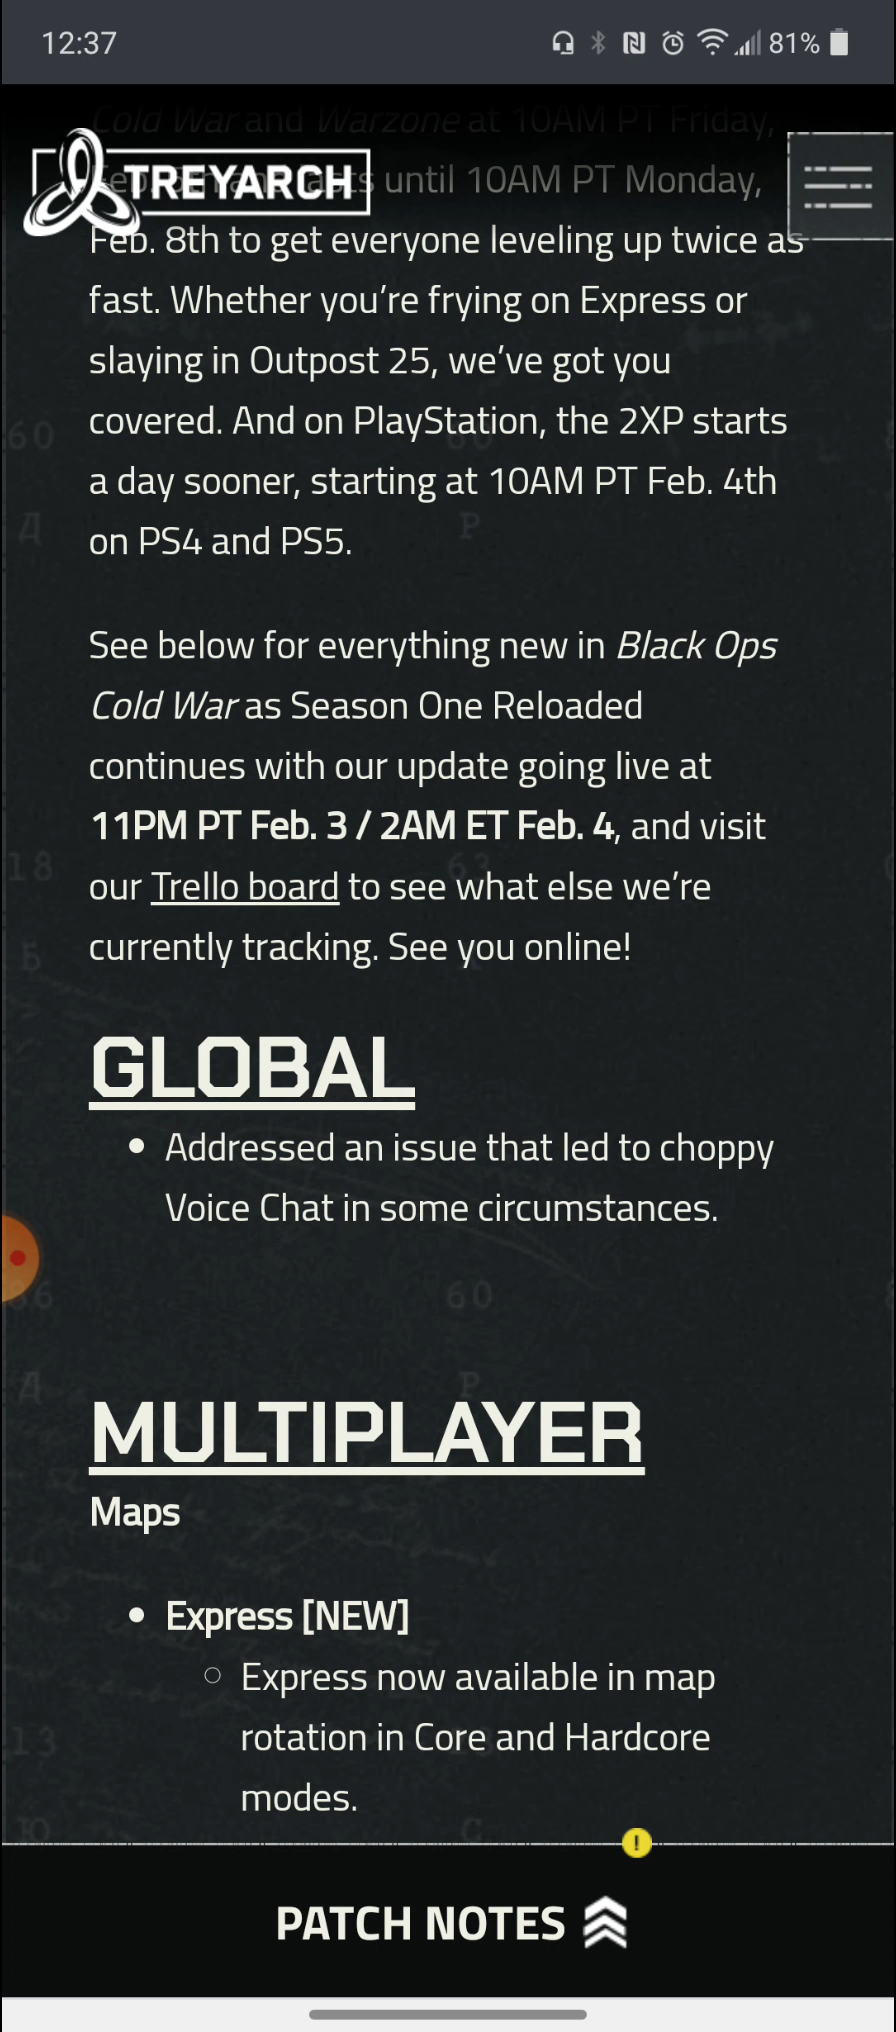 12:37
81%
Cold War and Warzone at 10AM PT Friday,
TREYARCH
until 10AM PT Monday,
Feb. 8th to get everyone leveling up twice as
fast. Whether you’re frying on Express or
slaying in Outpost 25, we’ve got you
covered. And on PlayStation, the 2XP starts
a day sooner, starting at 10AM PT Feb. 4th
on PS4 and PS5.
See below for everything new in Black Ops
Cold War as Season One Reloaded
continues with our update going live at
11PM PT Feb. 3 / 2AM ET Feb. 4, and visit
our Trello board to see what else we’re
currently tracking. See you online!
GLOBAL
• Addressed an issue that led to choppy
Voice Chat in some circumstances.
MULTIPLAYER
Maps
• Express [NEW]
○ Express now available in map
rotation in Core and Hardcore
modes.
PATCH NOTES